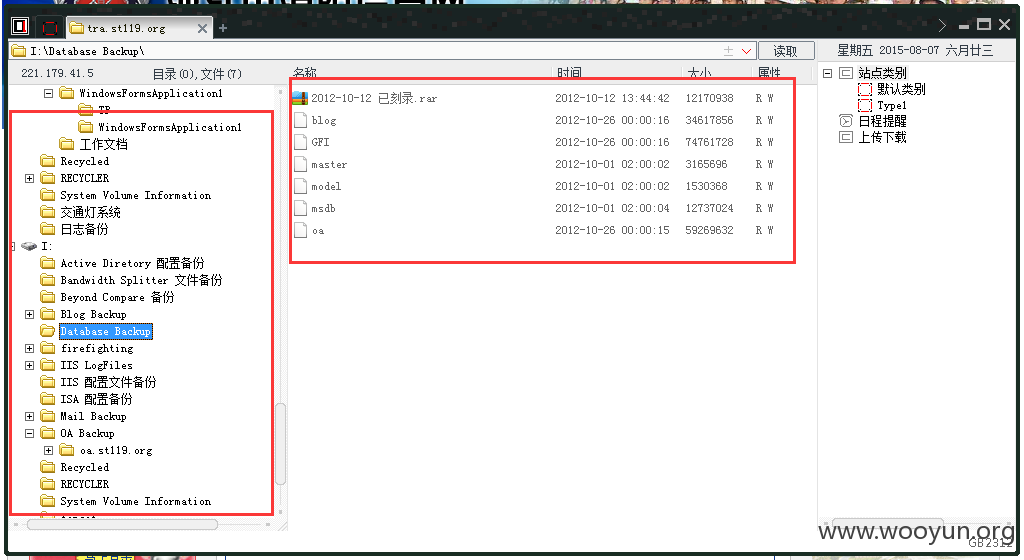 tra.st119.org
I:\Database Backup\
读取
星期五 2015-08-07 六月廿三
221.179.41.5
目录(0),文件(7)
名称
时间
大小
属性
WindowsFormsApplication1
TP
WindowsFormsApplication1
工作文档
Recycled
RECYCLER
System Volume Information
交通灯系统
日志备份
I:
Active Diretory 配置备份
Bandwidth Splitter 文件备份
Beyond Compare 备份
Blog Backup
Database Backup
firefighting
IIS LogFiles
IIS 配置文件备份
ISA 配置备份
Mail Backup
OA Backup
oa.st119.org
Recycled
RECYCLER
System Volume Information
2012-10-12 已刻录.rar 2012-10-12 13:44:42 12170938 R W
blog 2012-10-26 00:00:16 34617856 R W
GFI 2012-10-26 00:00:16 74761728 R W
master 2012-10-01 02:00:02 3165696 R W
model 2012-10-01 02:00:02 1530368 R W
msdb 2012-10-01 02:00:04 12737024 R W
oa 2012-10-26 00:00:15 59269632 R W
站点类别
默认类别
Type1
日程提醒
上传下载
www.wooyun.org
GB2312